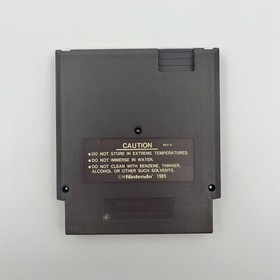 CAUTION REV-A
★DO NOT STORE IN EXTREME TEMPERATURES.
★DO NOT IMMERSE IN WATER.
★DO NOT CLEAN WITH BENZENE, THINNER,
ALCOHOL OR OTHER SUCH SOLVENTS.
Nintendo® 1985